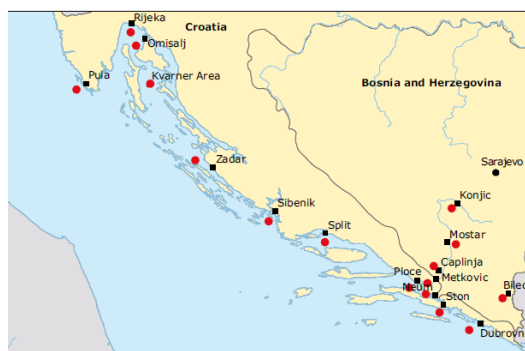 Rijeka
Croatia
Omisalj
Pula
Kvarner Area
Bosnia and Herzegovina
Zadar
Sarajevo
Sibenik
Konjic
Split
Mostar
Caplinja
Ploce
Metkovic
Neum
Bilec
Ston
Dubrovn